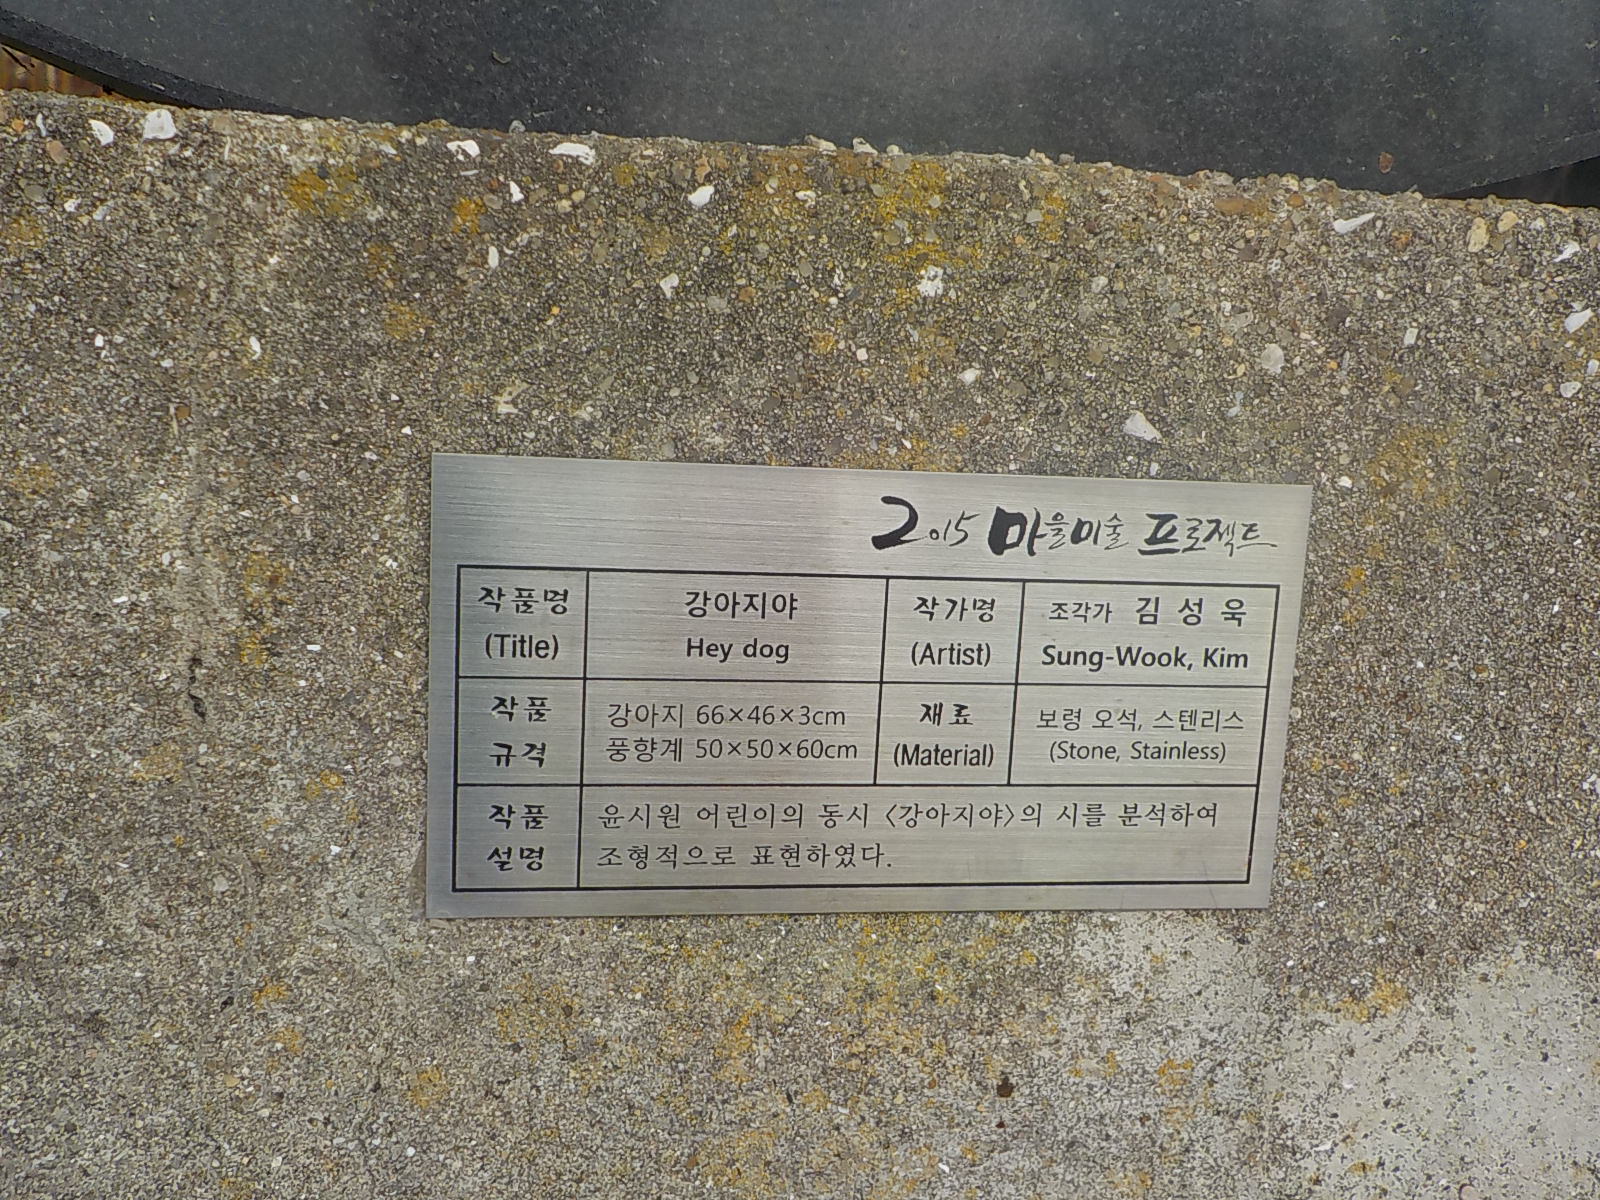 2015 마을미술 프로젝트
작품명
(Title)
강아지야
Hey dog
작가명
(Artist)
조각가 김 성 욱
Sung-Wook, Kim
작품
규격
강아지 66×46×3cm
풍향계 50×50×60cm
재료
(Material)
보령 오석, 스텐리스
(Stone, Stainless)
작품
설명
윤시원 어린이의 동시 〈강아지야〉의 시를 분석하여
조형적으로 표현하였다.